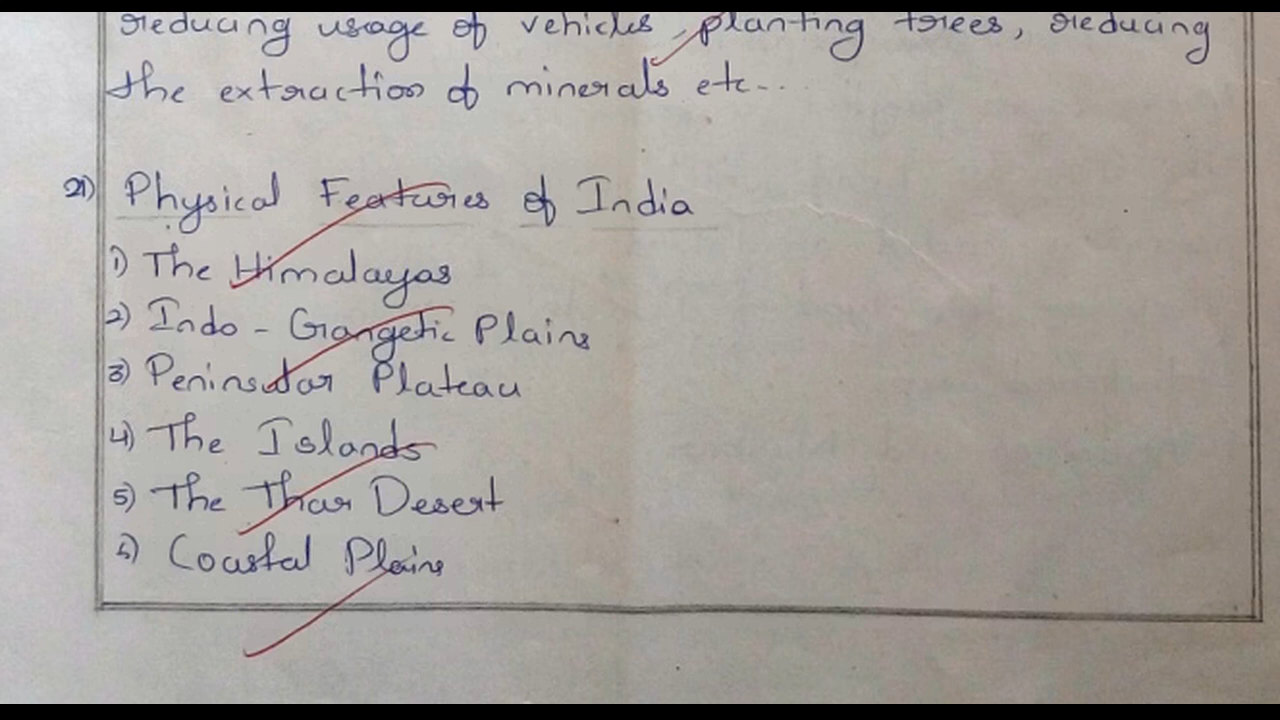 reducing usage of vehicles, planting trees, reducing
the extraction of minerals etc...
21) Physical Features of India
1) The Himalayas
2) Indo - Gangetic Plains
3) Peninsular Plateau
4) The Islands
5) The Thar Desert
6) Coastal Plains